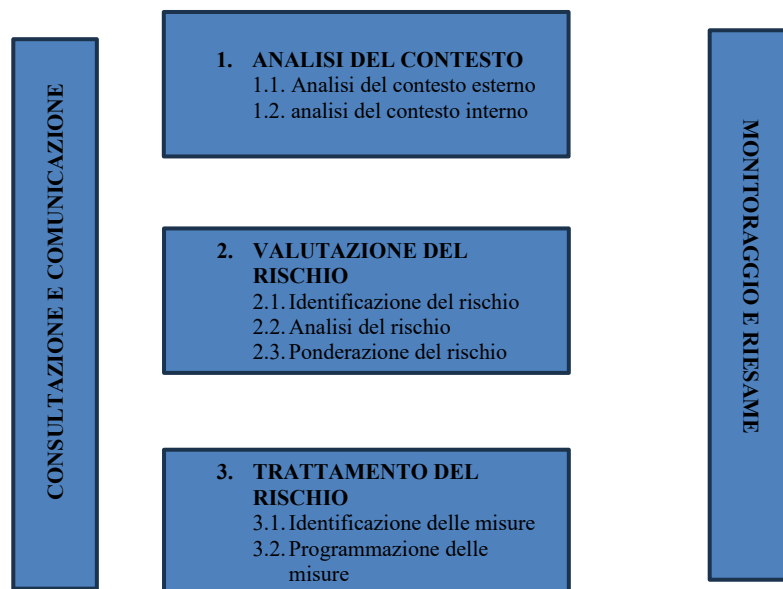 CONSULTAZIONE E COMUNICAZIONE
1. ANALISI DEL CONTESTO
1.1. Analisi del contesto esterno
1.2. analisi del contesto interno
2. VALUTAZIONE DEL
RISCHIO
2.1. Identificazione del rischio
2.2. Analisi del rischio
2.3. Ponderazione del rischio
3. TRATTAMENTO DEL
RISCHIO
3.1. Identificazione delle misure
3.2. Programmazione delle
misure
MONITORAGGIO E RIESAME